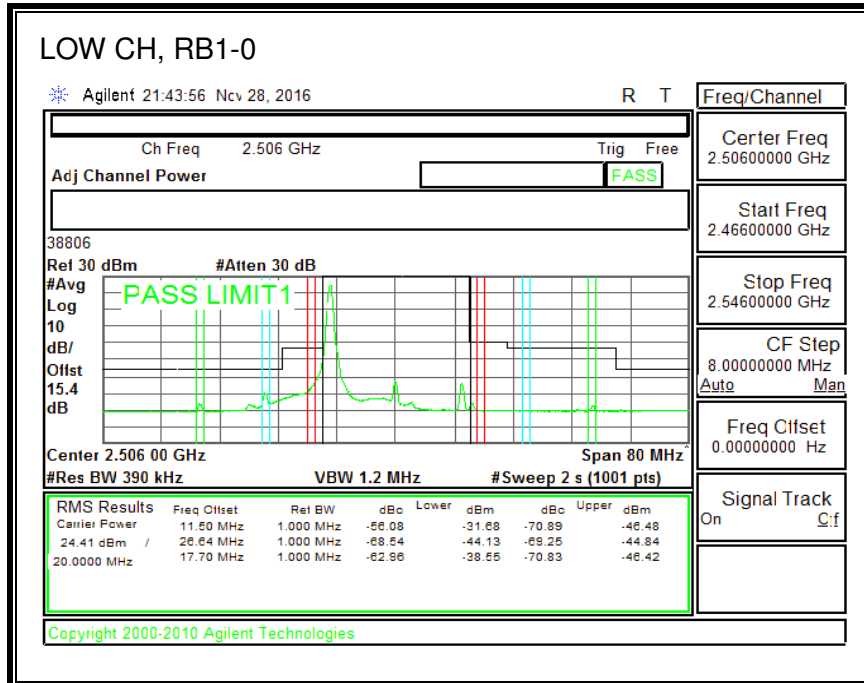 LOW CH, RB1-0
Agilent 21:43:56 Nov 28, 2016 R T
Ch Freq 2.506 GHz Trig Free
Adj Channel Power PASS
38806
Ref 30 dBm #Atten 30 dB
#Avg
Log
10
dB/
Offst
15.4
dB
PASS LIMIT1
Center 2.506 00 GHz Span 80 MHz^
#Res BW 390 kHz VBW 1.2 MHz #Sweep 2 s (1001 pts)
RMS Results Freq Offset Ref BW dBc Lower dBm dBc Upper dBm
Carrier Power 11.50 MHz 1.000 MHz -56.08 -31.68 -70.89 -46.48
24.41 dBm / 26.64 MHz 1.000 MHz -68.54 -44.13 -69.25 -44.84
20.0000 MHz 17.70 MHz 1.000 MHz -62.96 -38.55 -70.83 -46.42
Copyright 2000-2010 Agilent Technologies
Freq/Channel
Center Freq
2.50600000 GHz
Start Freq
2.46600000 GHz
Stop Freq
2.54600000 GHz
CF Step
8.00000000 MHz
Auto Man
Freq Offset
0.00000000 Hz
Signal Track
On Off